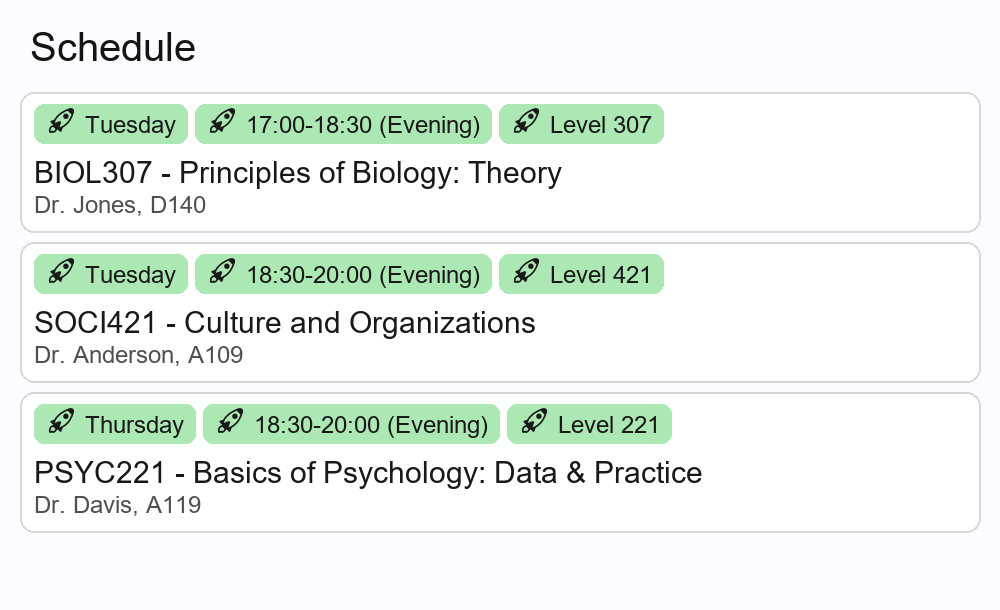 Schedule
Tuesday 17:00-18:30 (Evening) Level 307
BIOL307 - Principles of Biology: Theory
Dr. Jones, D140
Tuesday 18:30-20:00 (Evening) Level 421
SOCI421 - Culture and Organizations
Dr. Anderson, A109
Thursday 18:30-20:00 (Evening) Level 221
PSYC221 - Basics of Psychology: Data & Practice
Dr. Davis, A119